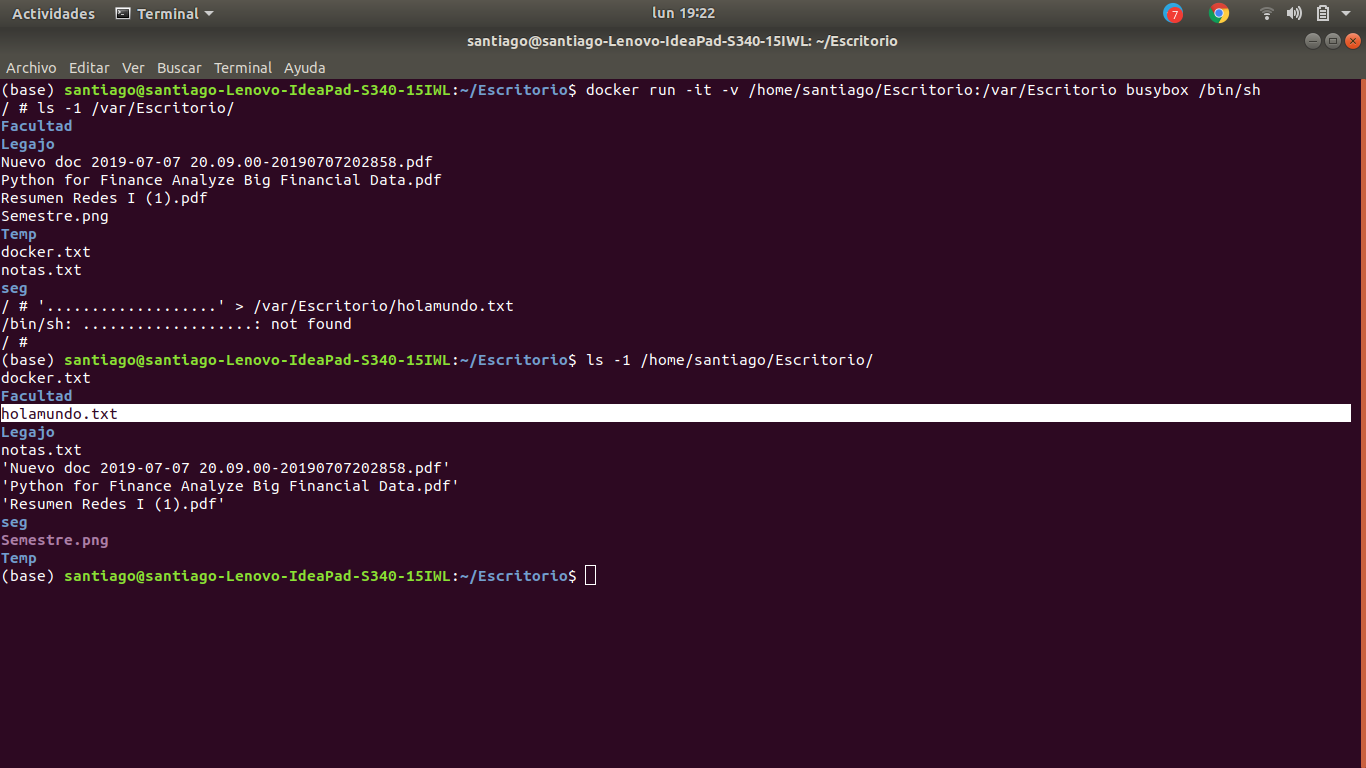 Actividades Terminal lun 19:22 7
santiago@santiago-Lenovo-IdeaPad-S340-15IWL: ~/Escritorio
Archivo Editar Ver Buscar Terminal Ayuda
(base) santiago@santiago-Lenovo-IdeaPad-S340-15IWL:~/Escritorio$ docker run -it -v /home/santiago/Escritorio:/var/Escritorio busybox /bin/sh
/ # ls -1 /var/Escritorio/
Facultad
Legajo
Nuevo doc 2019-07-07 20.09.00-20190707202858.pdf
Python for Finance Analyze Big Financial Data.pdf
Resumen Redes I (1).pdf
Semestre.png
Temp
docker.txt
notas.txt
seg
/ # '...................' > /var/Escritorio/holamundo.txt
/bin/sh: ...................: not found
/ #
(base) santiago@santiago-Lenovo-IdeaPad-S340-15IWL:~/Escritorio$ ls -1 /home/santiago/Escritorio/
docker.txt
Facultad
holamundo.txt
Legajo
notas.txt
'Nuevo doc 2019-07-07 20.09.00-20190707202858.pdf'
'Python for Finance Analyze Big Financial Data.pdf'
'Resumen Redes I (1).pdf'
seg
Semestre.png
Temp
(base) santiago@santiago-Lenovo-IdeaPad-S340-15IWL:~/Escritorio$